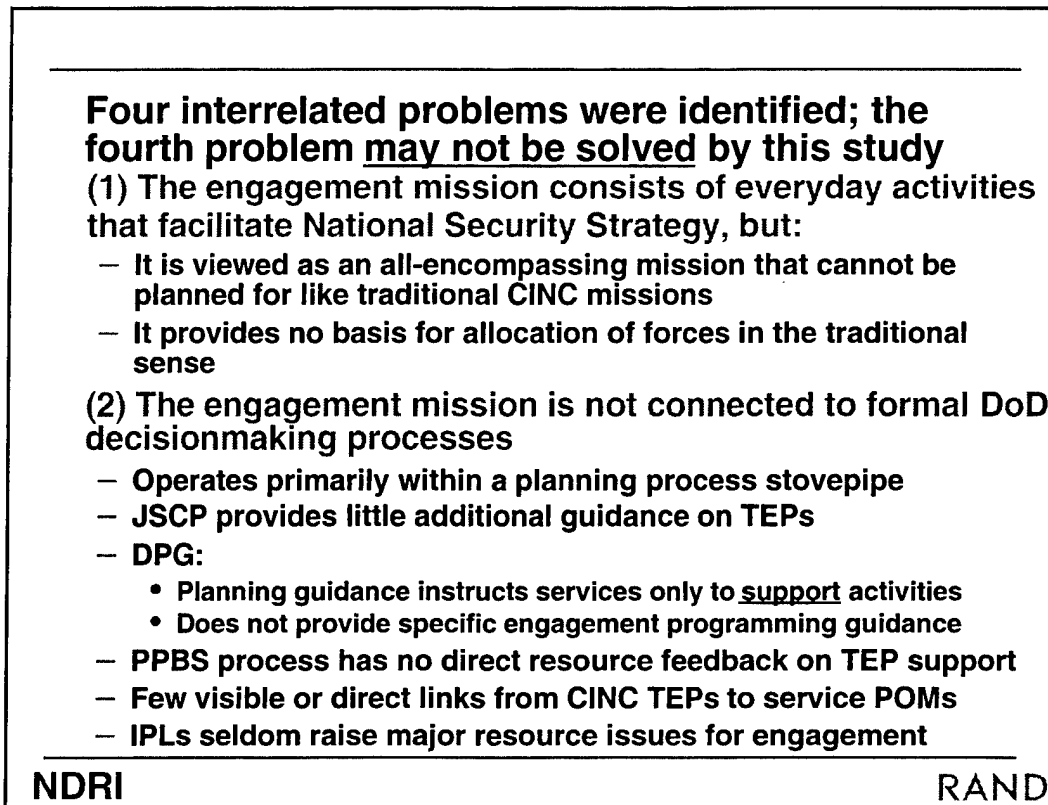 Four interrelated problems were identified; the
fourth problem may not be solved by this study
(1) The engagement mission consists of everyday activities
that facilitate National Security Strategy, but:
– It is viewed as an all-encompassing mission that cannot be
planned for like traditional CINC missions
– It provides no basis for allocation of forces in the traditional
sense
(2) The engagement mission is not connected to formal DoD
decisionmaking processes
– Operates primarily within a planning process stovepipe
– JSCP provides little additional guidance on TEPs
– DPG:
• Planning guidance instructs services only to support activities
• Does not provide specific engagement programming guidance
– PPBS process has no direct resource feedback on TEP support
– Few visible or direct links from CINC TEPs to service POMs
– IPLs seldom raise major resource issues for engagement
NDRI RAND